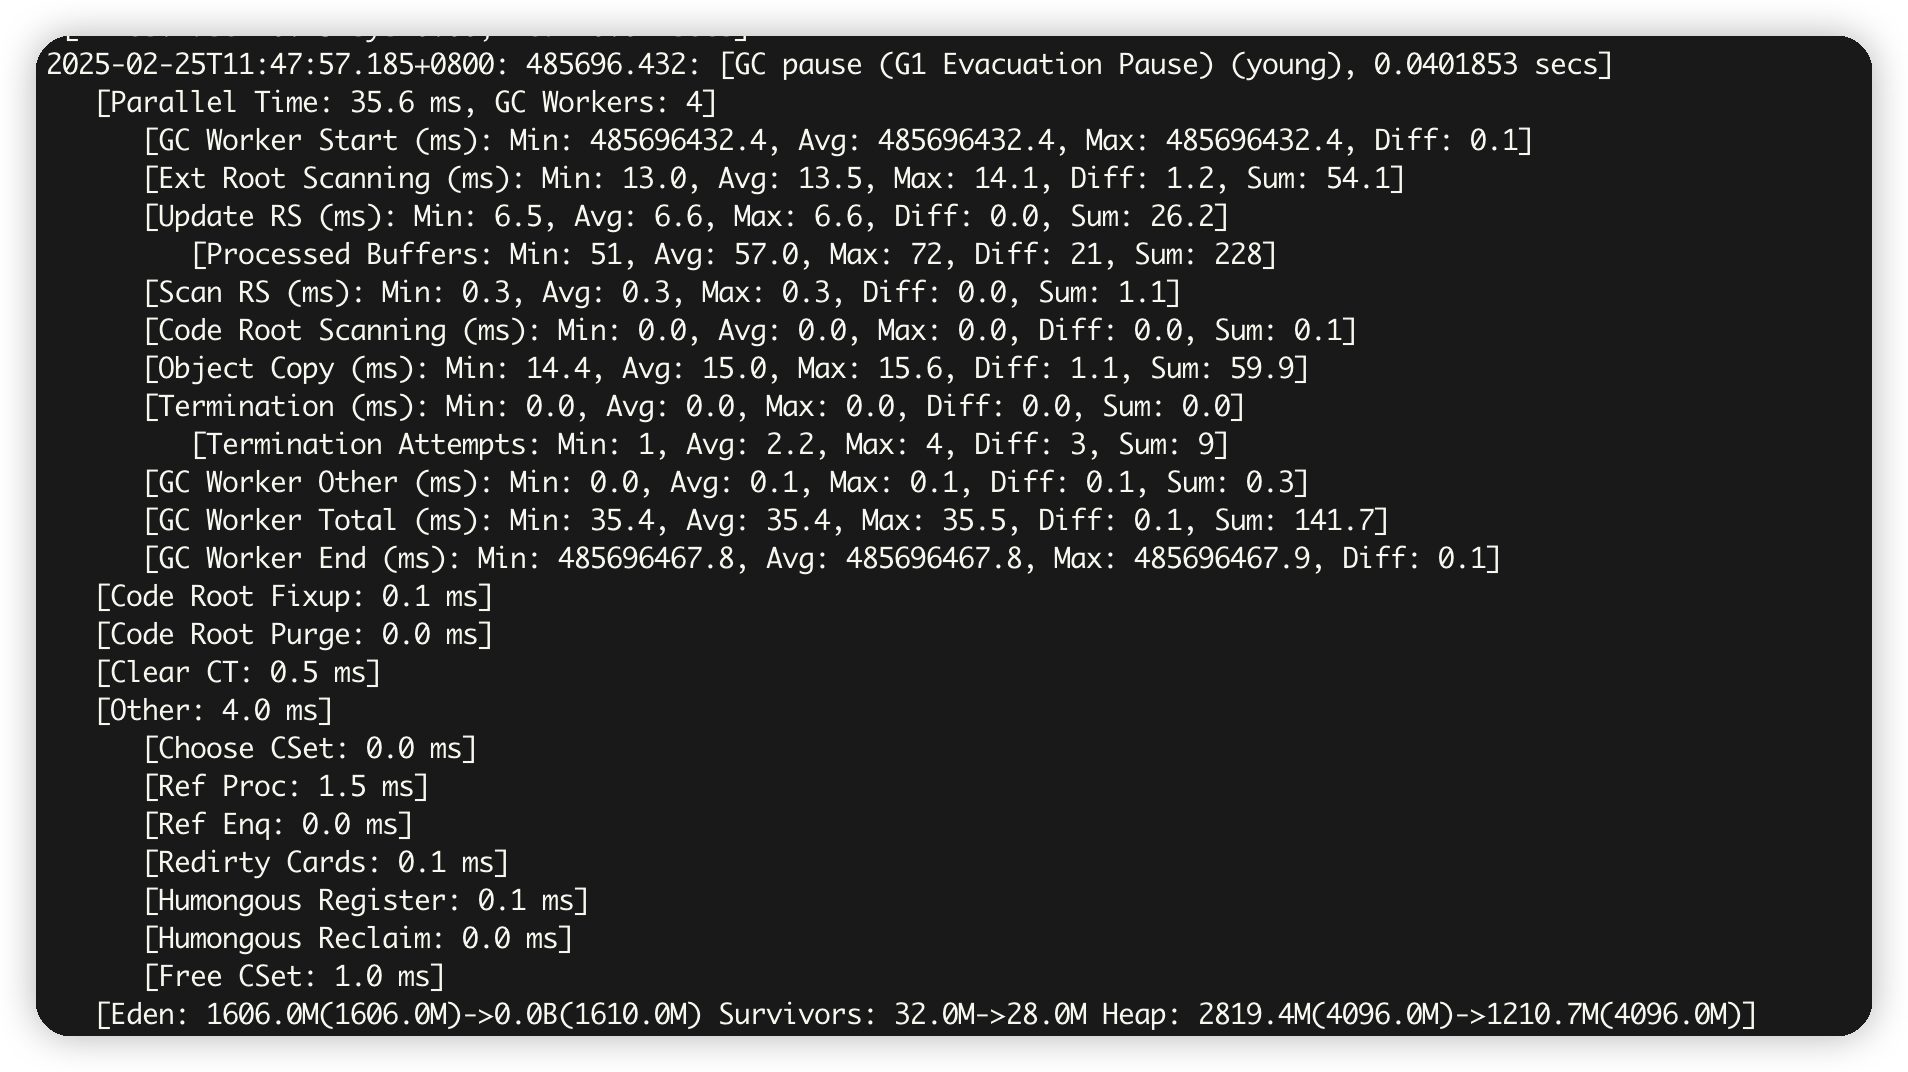 2025-02-25T11:47:57.185+0800: 485696.432: [GC pause (G1 Evacuation Pause) (young), 0.0401853 secs]
[Parallel Time: 35.6 ms, GC Workers: 4]
[GC Worker Start (ms): Min: 485696432.4, Avg: 485696432.4, Max: 485696432.4, Diff: 0.1]
[Ext Root Scanning (ms): Min: 13.0, Avg: 13.5, Max: 14.1, Diff: 1.2, Sum: 54.1]
[Update RS (ms): Min: 6.5, Avg: 6.6, Max: 6.6, Diff: 0.0, Sum: 26.2]
[Processed Buffers: Min: 51, Avg: 57.0, Max: 72, Diff: 21, Sum: 228]
[Scan RS (ms): Min: 0.3, Avg: 0.3, Max: 0.3, Diff: 0.0, Sum: 1.1]
[Code Root Scanning (ms): Min: 0.0, Avg: 0.0, Max: 0.0, Diff: 0.0, Sum: 0.1]
[Object Copy (ms): Min: 14.4, Avg: 15.0, Max: 15.6, Diff: 1.1, Sum: 59.9]
[Termination (ms): Min: 0.0, Avg: 0.0, Max: 0.0, Diff: 0.0, Sum: 0.0]
[Termination Attempts: Min: 1, Avg: 2.2, Max: 4, Diff: 3, Sum: 9]
[GC Worker Other (ms): Min: 0.0, Avg: 0.1, Max: 0.1, Diff: 0.1, Sum: 0.3]
[GC Worker Total (ms): Min: 35.4, Avg: 35.4, Max: 35.5, Diff: 0.1, Sum: 141.7]
[GC Worker End (ms): Min: 485696467.8, Avg: 485696467.8, Max: 485696467.9, Diff: 0.1]
[Code Root Fixup: 0.1 ms]
[Code Root Purge: 0.0 ms]
[Clear CT: 0.5 ms]
[Other: 4.0 ms]
[Choose CSet: 0.0 ms]
[Ref Proc: 1.5 ms]
[Ref Enq: 0.0 ms]
[Redirty Cards: 0.1 ms]
[Humongous Register: 0.1 ms]
[Humongous Reclaim: 0.0 ms]
[Free CSet: 1.0 ms]
[Eden: 1606.0M(1606.0M)->0.0B(1610.0M) Survivors: 32.0M->28.0M Heap: 2819.4M(4096.0M)->1210.7M(4096.0M)]